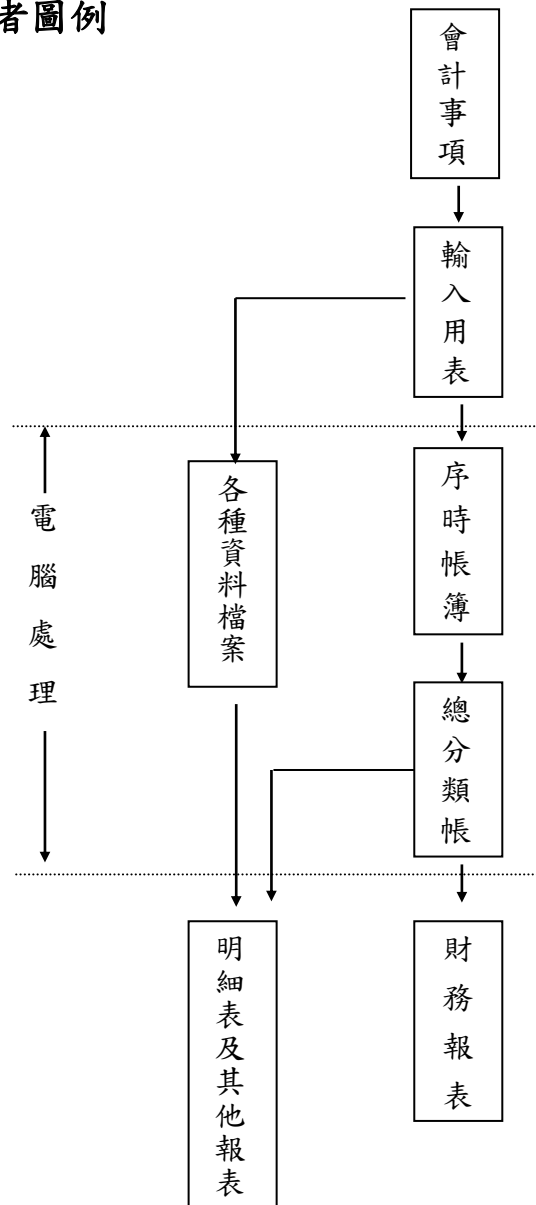 者圖例
會計事項
輸入用表
電腦處理
各種資料檔案
序時帳簿
總分類帳
明細表及其他報表
財務報表